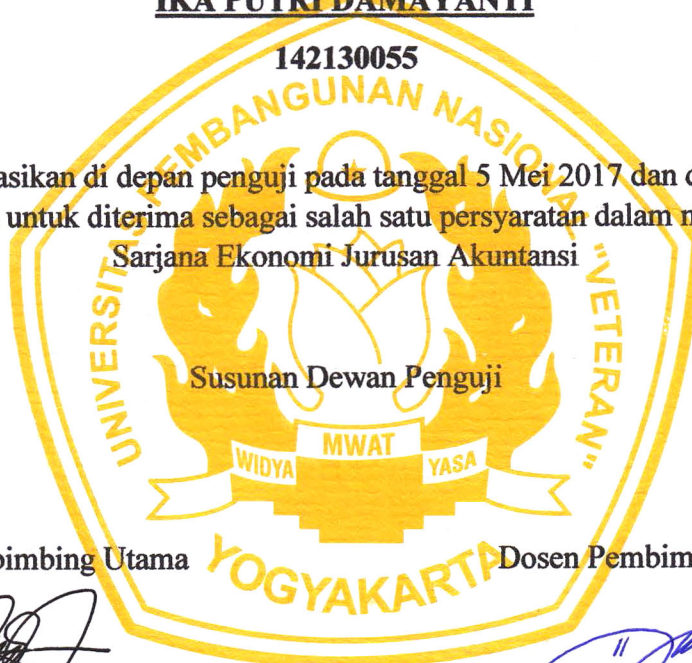 IKA PUTRI DAMAYANTI
142130055
asikan di depan penguji pada tanggal 5 Mei 2017 dan
untuk diterima sebagai salah satu persyaratan dalam
Sarjana Ekonomi Jurusan Akuntansi
Susunan Dewan Penguji
bimbing Utama
Dosen Pembim
UNIVERSITAS PEMBANGUNAN NASIONAL "VETERAN"
WIDYA MWAT YASA
YOGYAKARTA